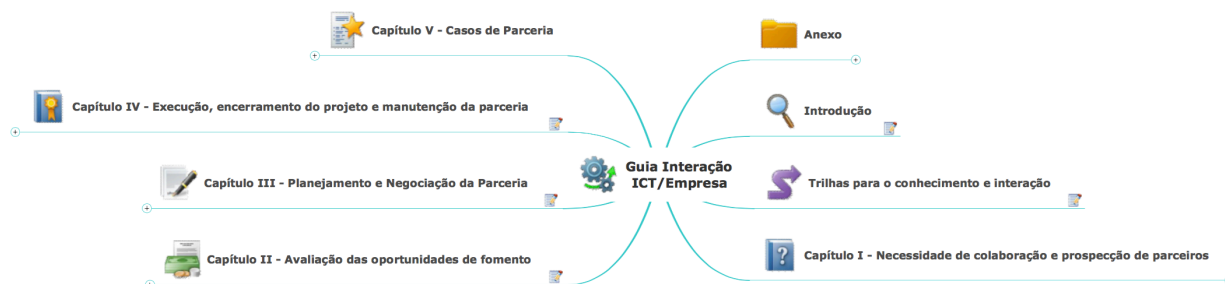 Capítulo V - Casos de Parceria
Anexo
Capítulo IV - Execução, encerramento do projeto e manutenção da parceria
Introdução
Guia Interação
ICT/Empresa
Capítulo III - Planejamento e Negociação da Parceria
Trilhas para o conhecimento e interação
Capítulo II - Avaliação das oportunidades de fomento
Capítulo I - Necessidade de colaboração e prospecção de parceiros